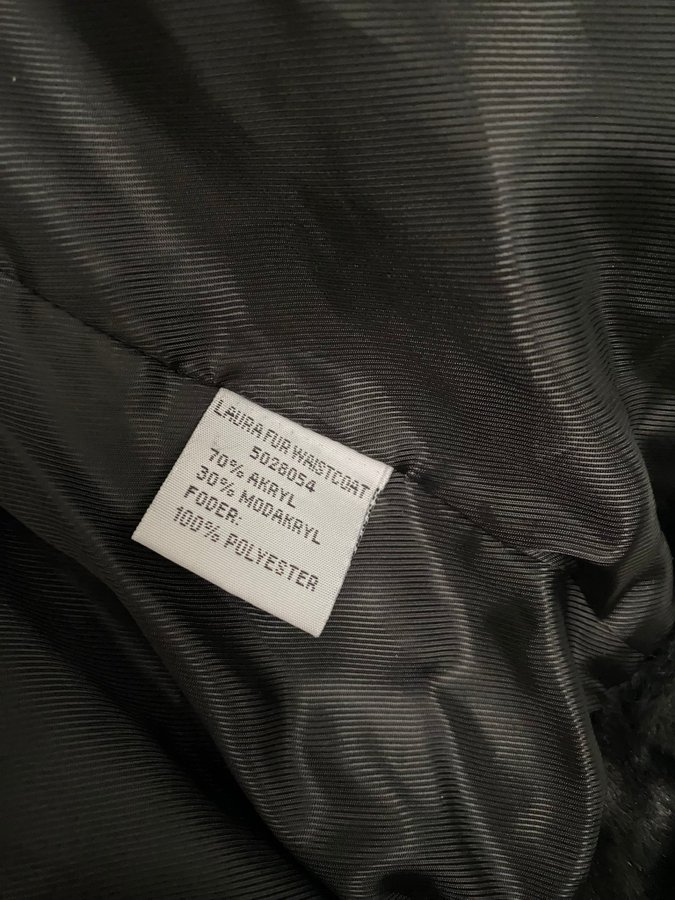 LAURA FUR WAISTCOAT
5028054
70% AKRYL
30% MODAKRYL
FODER:
100% POLYESTER